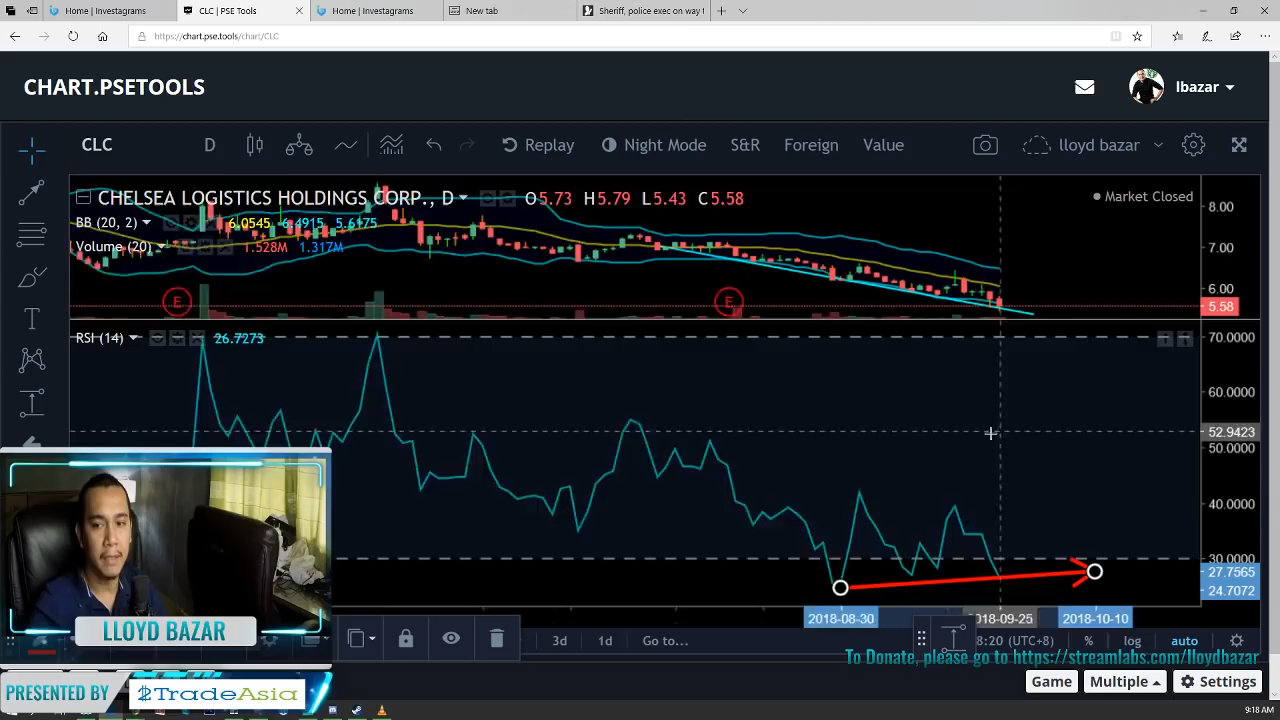 Home | Investagrams
CLC | PSE Tools
Home | Investagrams
New tab
Sheriff, police exec on way t
https://chart.pse.tools/chart/CLC
CHART.PSETOOLS
lbazar
CLC
D
Replay
Night Mode
S&R
Foreign
Value
lloyd bazar
CHELSEA LOGISTICS HOLDINGS CORP., D
O5.73 H5.79 L5.43 C5.58
Market Closed
BB (20, 2)
6.0545 6.4915 5.6175
Volume (20)
1.528M 1.317M
8.00
7.00
6.00
5.58
E
E
RSI (14)
26.7273
70.0000
60.0000
52.9423
50.0000
40.0000
30.0000
27.7565
24.7072
2018-08-30
2018-09-25
2018-10-10
LLOYD BAZAR
3d
1d
Go to...
8:20 (UTC+8)
%
log
auto
To Donate, please go to https://streamlabs.com/lloydbazar
PRESENTED BY
$TradeAsia
Game
Multiple
Settings
9:18 AM